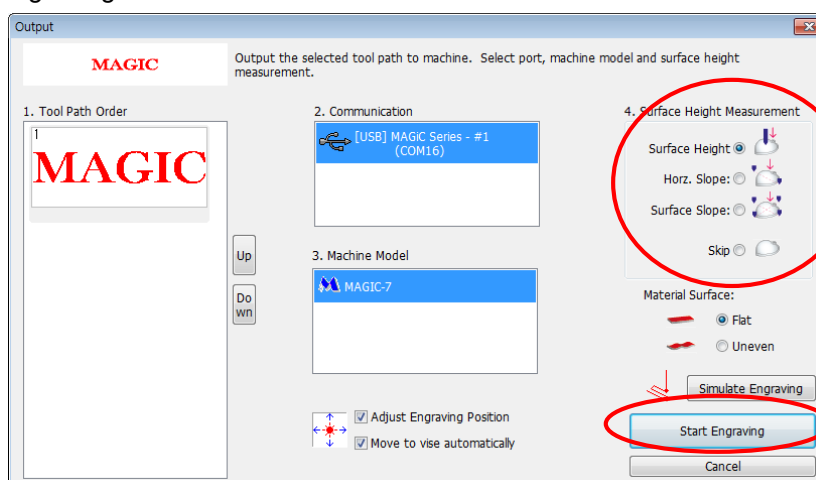 Output
MAGIC
Output the selected tool path to machine.  Select port, machine model and surface height
measurement.
1. Tool Path Order
1
MAGIC
Up
Do
wn
2. Communication
[USB] MAGiC Series - #1
(COM16)
3. Machine Model
MAGIC-7
Adjust Engraving Position
Move to vise automatically
4. Surface Height Measurement
Surface Height
Horz. Slope:
Surface Slope:
Skip
Material Surface:
Flat
Uneven
Simulate Engraving
Start Engraving
Cancel